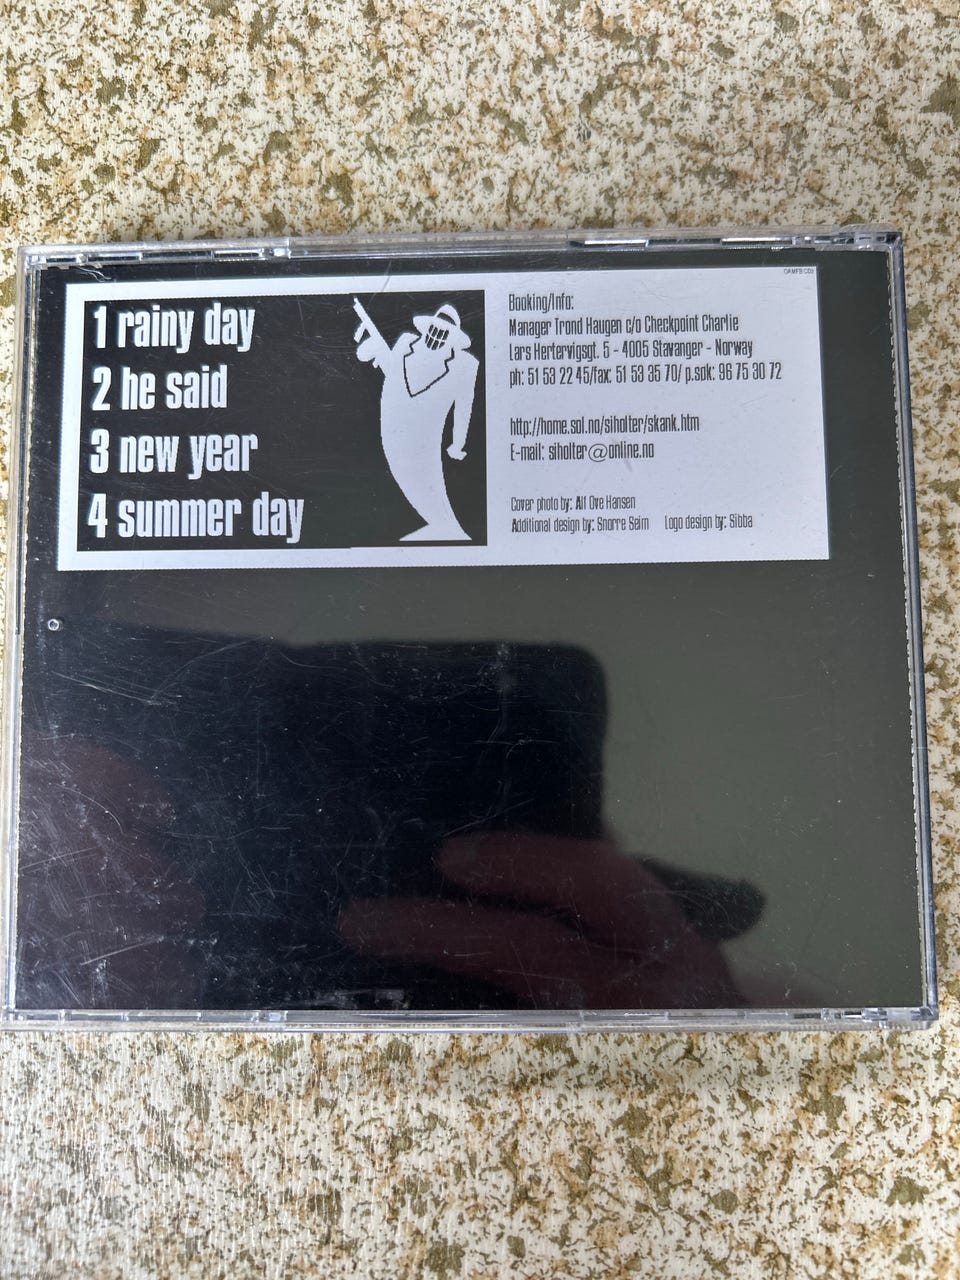 1 rainy day
2 he said
3 new year
4 summer day
Booking/Info:
Manager Trond Haugen c/o Checkpoint Charlie
Lars Hertervigsgt. 5 - 4005 Stavanger - Norway
ph: 51 53 22 45/fax: 51 53 35 70/ p.sok: 96 75 30 72
http://home.sol.no/siholter/skank.htm
E-mail: siholter@online.no
Cover photo by: Alf Ove Hansen
Additional design by: Snorre Seim Logo design by: Sibba